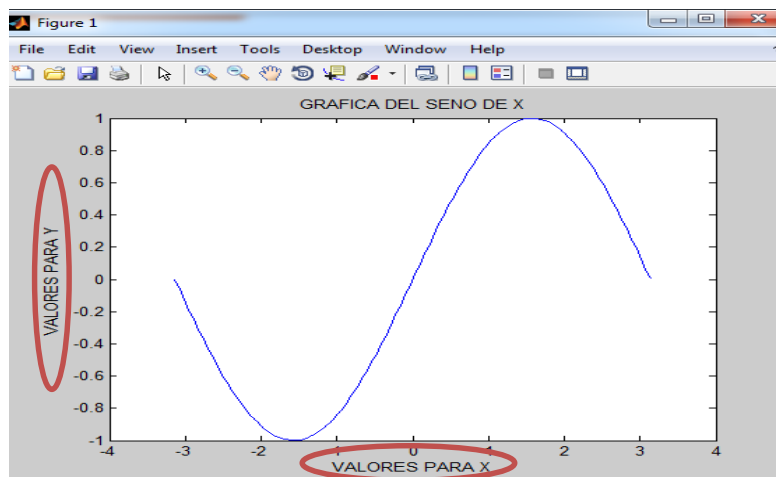 Figure 1
File Edit View Insert Tools Desktop Window Help
GRAFICA DEL SENO DE X
1
0.8
0.6
0.4
0.2
0
-0.2
-0.4
-0.6
-0.8
-1
VALORES PARA Y
-4 -3 -2 -1 0 1 2 3 4
VALORES PARA X